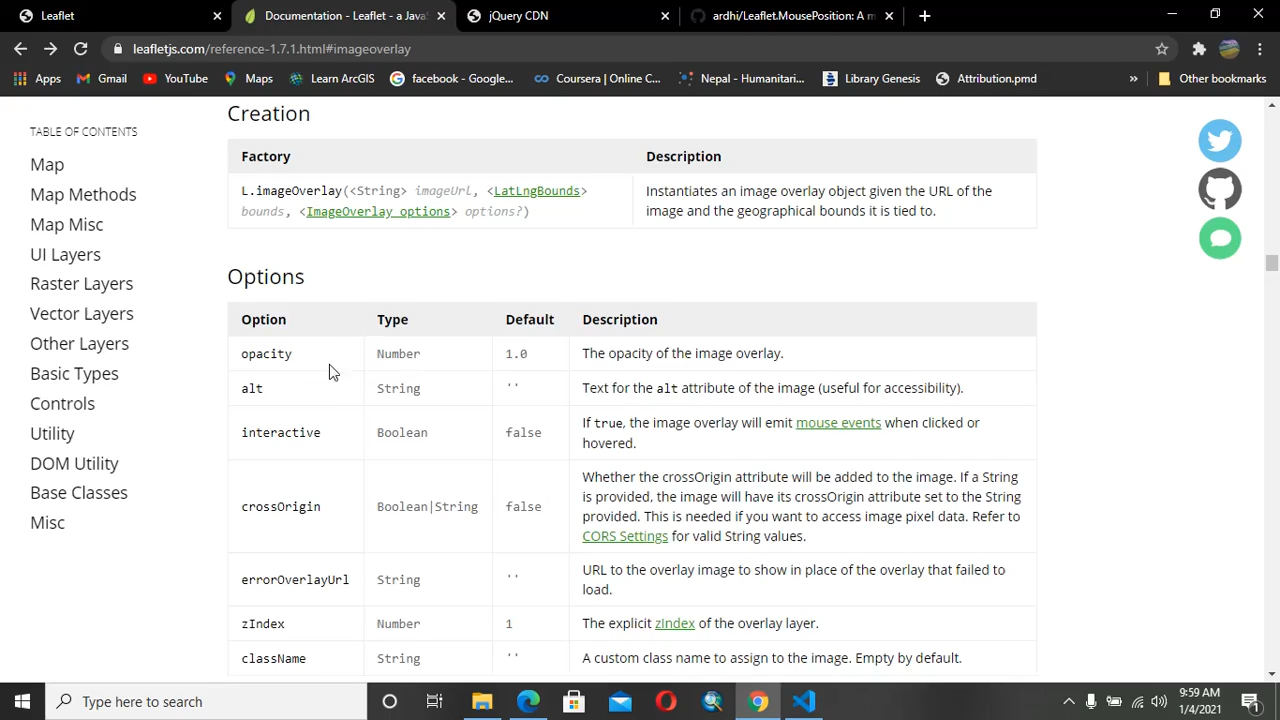 Leaflet
Documentation - Leaflet - a JavaS
jQuery CDN
ardhi/Leaflet.MousePosition: A m
leafletjs.com/reference-1.7.1.html#imageoverlay
Apps
Gmail
YouTube
Maps
Learn ArcGIS
facebook - Google...
Coursera | Online C...
Nepal - Humanitari...
Library Genesis
Attribution.pmd
»
Other bookmarks
TABLE OF CONTENTS
Map
Map Methods
Map Misc
UI Layers
Raster Layers
Vector Layers
Other Layers
Basic Types
Controls
Utility
DOM Utility
Base Classes
Misc
Creation
Factory
Description
L.imageOverlay(<String> imageUrl, <LatLngBounds>
bounds, <ImageOverlay options> options?)
Instantiates an image overlay object given the URL of the
image and the geographical bounds it is tied to.
Options
Option Type Default Description
opacity Number 1.0 The opacity of the image overlay.
alt String '' Text for the alt attribute of the image (useful for accessibility).
interactive Boolean false
If true, the image overlay will emit mouse events when clicked or
hovered.
crossOrigin Boolean|String false
Whether the crossOrigin attribute will be added to the image. If a String
is provided, the image will have its crossOrigin attribute set to the String
provided. This is needed if you want to access image pixel data. Refer to
CORS Settings for valid String values.
errorOverlayUrl String ''
URL to the overlay image to show in place of the overlay that failed to
load.
zIndex Number 1 The explicit zIndex of the overlay layer.
className String '' A custom class name to assign to the image. Empty by default.
Type here to search
9:59 AM
1/4/2021